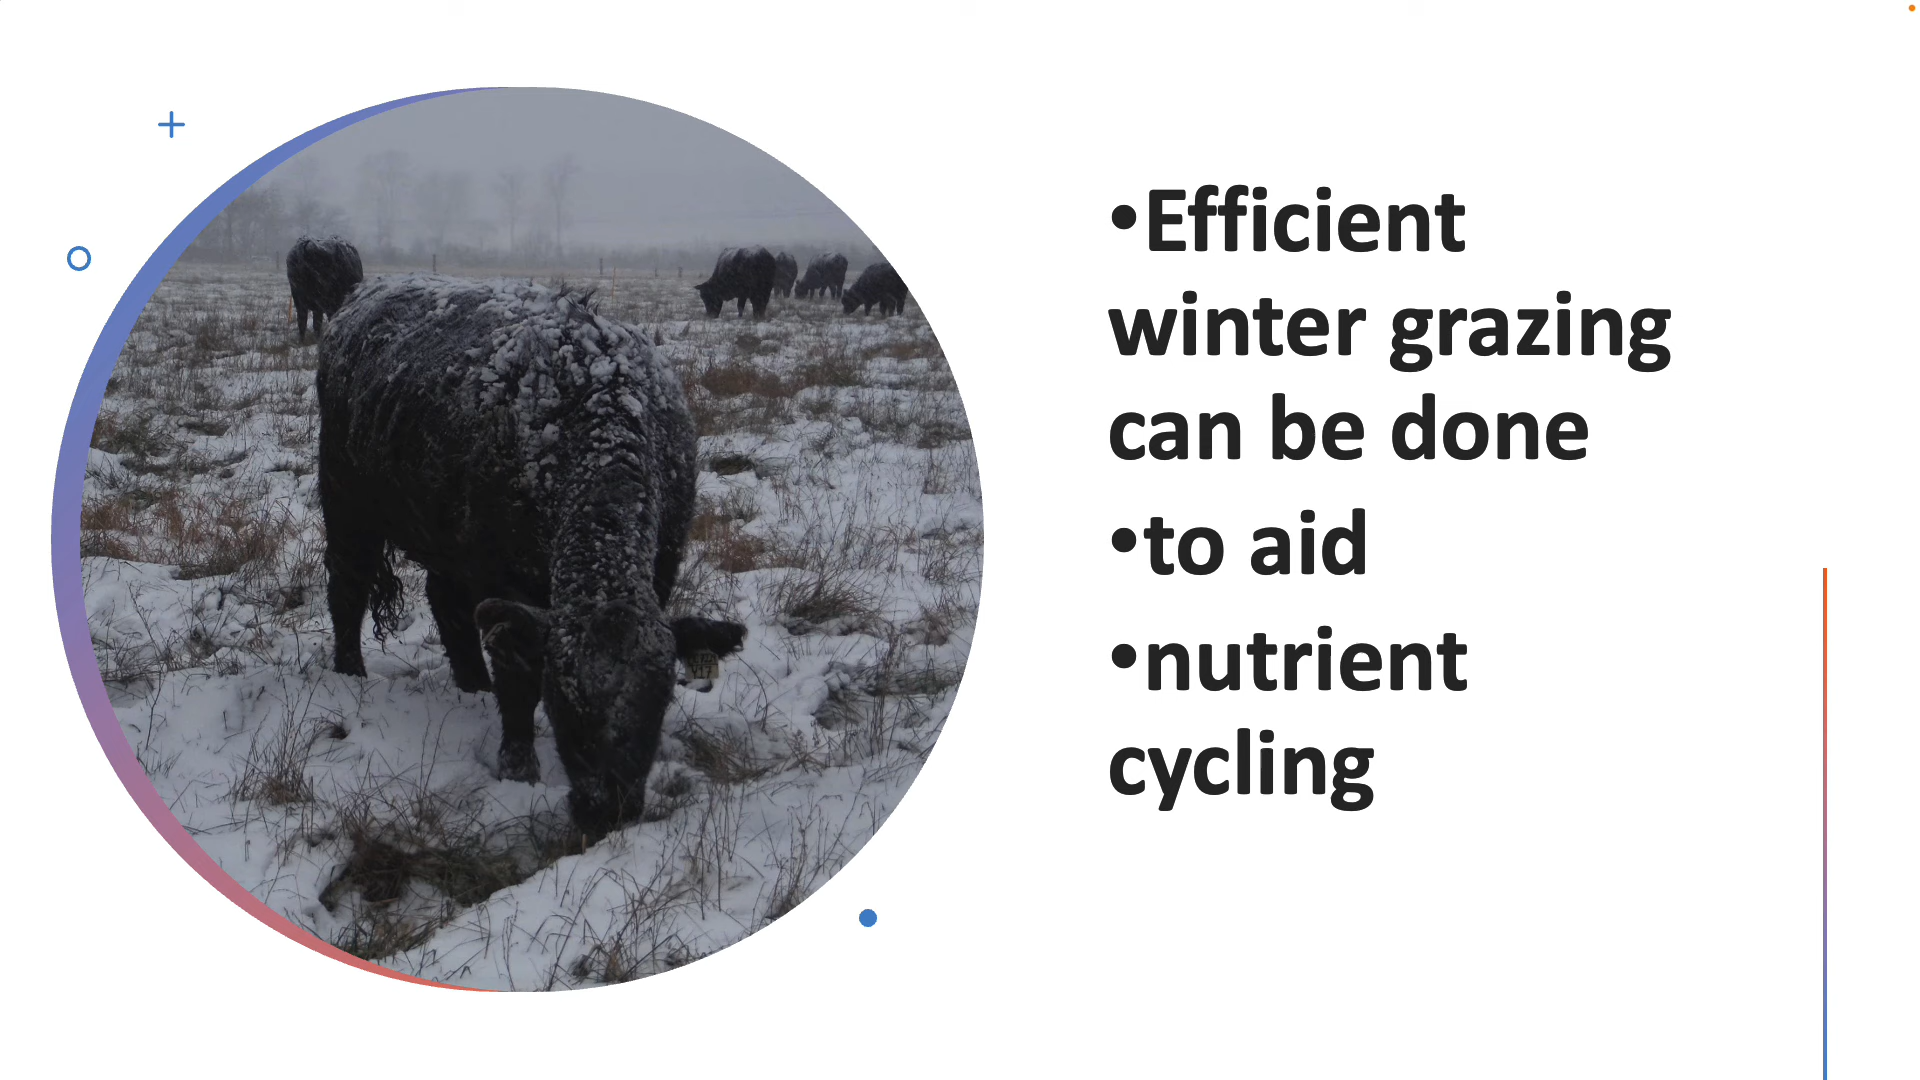 •Efficient
winter grazing
can be done
•to aid
•nutrient
cycling